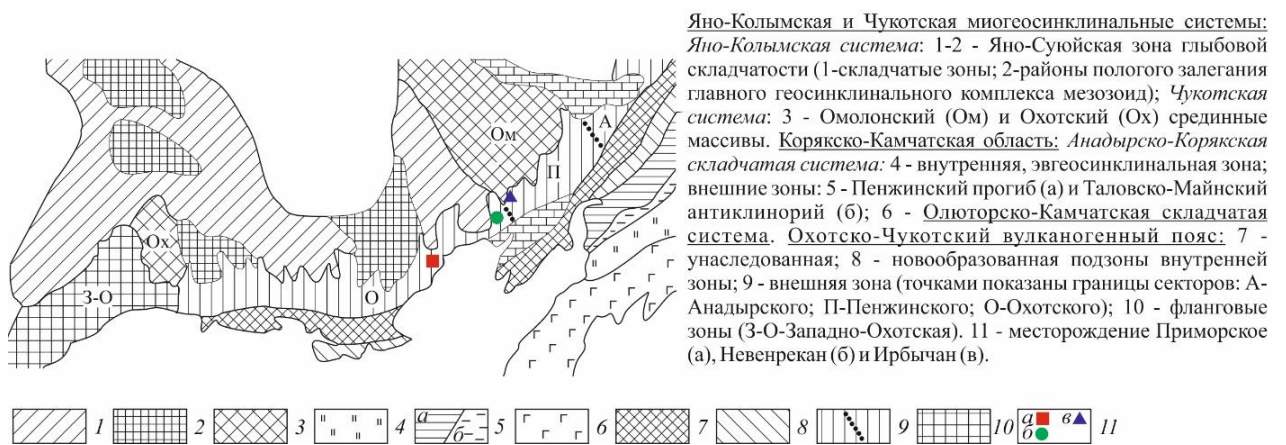 Яно-Колымская и Чукотская миогеосинклинальные системы:
Яно-Колымская система: 1-2 - Яно-Суюйская зона глыбовой
складчатости (1-складчатые зоны; 2-районы пологого залегания
главного геосинклинального комплекса мезозоид); Чукотская
система: 3 - Омолонский (Ом) и Охотский (Ох) срединные
массивы. Корякско-Камчатская область: Анадырско-Корякская
складчатая система: 4 - внутренняя, эвгеосинклинальная зона;
внешние зоны: 5 - Пенжинский прогиб (а) и Таловско-Майнский
антиклинорий (б); 6 - Олюторско-Камчатская складчатая
система. Охотско-Чукотский вулканогенный пояс: 7 -
унаследованная; 8 - новообразованная подзоны внутренней
зоны; 9 - внешняя зона (точками показаны границы секторов: А-
Анадырского; П-Пенжинского; О-Охотского); 10 - фланговые
зоны (З-О-Западно-Охотская). 11 - месторождение Приморское
(а), Невенрекан (б) и Ирбычан (в).
А
Ом
П
Ох
З-О
О
1 2 3 4 а б 5 6 7 8 9 10 а б в 11